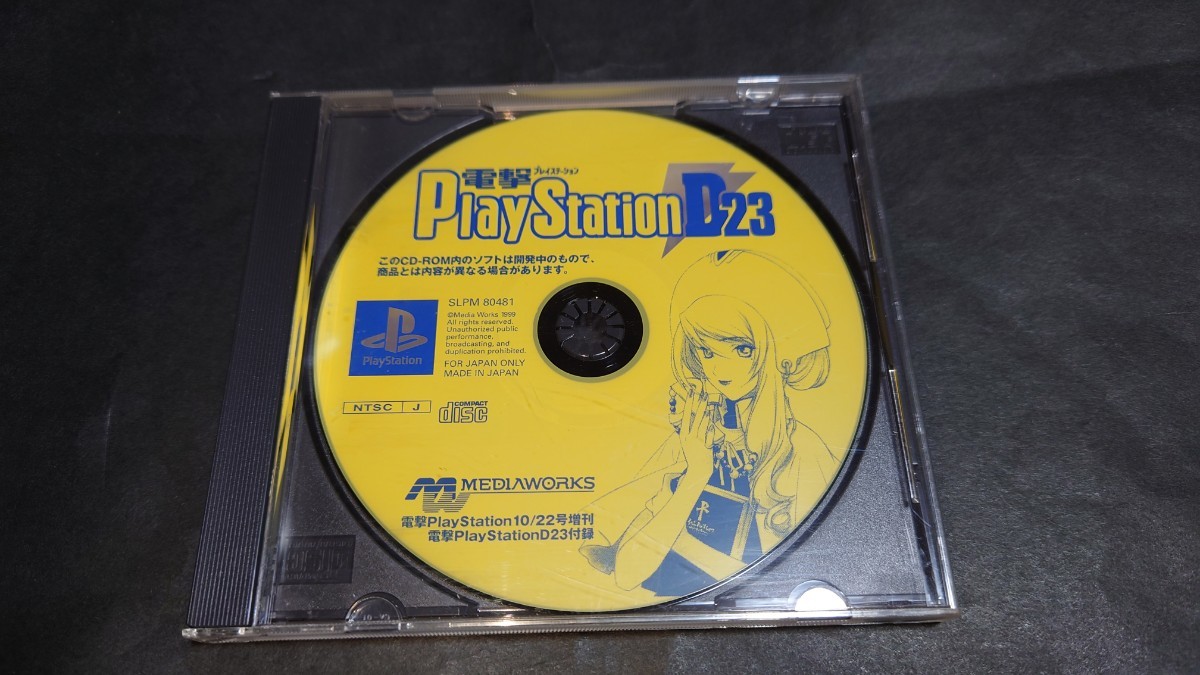 電撃 プレイステーション
PlayStation D23
このCD-ROM内のソフトは開発中のもので、
商品とは内容が異なる場合があります。
SLPM 80481
©Media Works 1999
All rights reserved.
Unauthorized public
performance,
broadcasting, and
duplication prohibited.
FOR JAPAN ONLY
MADE IN JAPAN
PlayStation
NTSC J
COMPACT
disc
MEDIAWORKS
電撃PlayStation10/22号増刊
電撃PlayStationD23付録